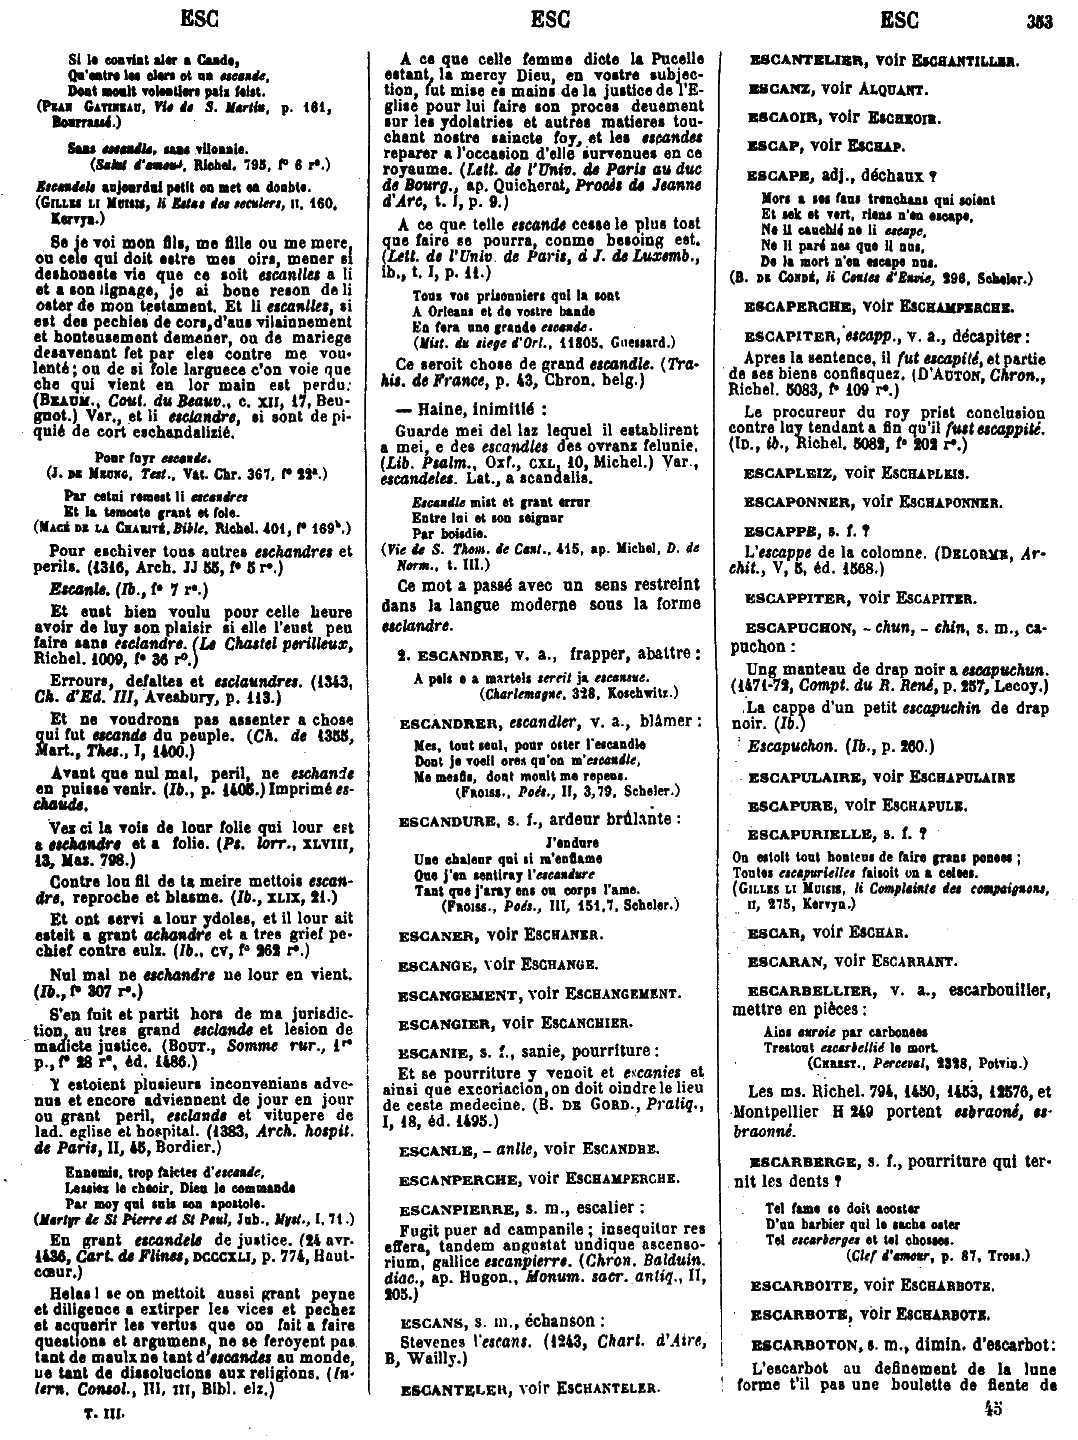 ESC
ESC
ESC
353
Si le convint aler a Cande,
Qu'entre les clers ot un escande,
Dont moult volentiers paix feist.
(PEAN GATINEAU, Vie de S. Martin, p. 161,
Bourrassé.)
Sans escandle, sans vilonnie.
(Salut d'amour, Richel. 795, f° 6 r°.)
Escandele aujourdui petit on met en doubte.
(GILLES LI MUISIS, li Estas des seculers, II, 160,
Kervyn.)
Se je voi mon fils, me fille ou me mere,
ou cele qui doit estre mes oirs, mener si
deshoneste vie que ce soit escanlles a li
et a son lignage, je ai bone reson de li
oster de mon testament. Et li escanlles, si
est des pechies de cors, d'aus vilainnement
et honteusement demener, ou de mariege
desavenant fet par eles contre me vou-
lenté; ou de si fole larguece c'on voie que
che qui vient en lor main est perdu.
(BEAUM., Cout. du Beauv., c. XII, 17, Beu-
gnot.) Var., et li esclandre, si sont de pi-
quié de cort eschandalizié.
Pour fuyr escande.
(J. DE MEUNG, Test., Vat. Chr. 367, f° 22ª.)
Par cetui remest li escandres
Et la temoste grant et fole.
(MACÉ DE LA CHARITÉ, Bible, Richel. 401, f° 169ᵇ.)
Pour eschiver tous autres eschandres et
perils. (1316, Arch. JJ 55, f° 5 r°.)
Escanle. (Ib., f° 7 r°.)
Et eust bien voulu pour celle heure
avoir de luy son plaisir si elle l'eust peu
faire sans esclandre. (Le Chastel perilleux,
Richel. 1009, f° 36 r°.)
Errours, defaltes et esclaundres. (1343,
Ch. d'Ed. III, Avesbury, p. 113.)
Et ne voudrons pas assenter a chose
qui fut escande du peuple. (Ch. de 1355,
Mart., Thes., I, 1400.)
Avant que nul mal, peril, ne eschande
en puisse venir. (Ib., p. 1405.) Imprimé es-
chaude.
Vez ci la vois de lour folie qui lour est
a eschandre et a folie. (Ps. lorr., XLVIII,
13, Maz. 798.)
Contre lou fil de ta meire mettois escan-
dre, reproche et blasme. (Ib., XLIX, 21.)
Et ont servi a lour ydoles, et il lour ait
esteit a grant achandre et a tres grief pe-
chief contre eulz. (Ib., CV, f° 262 r°.)
Nul mal ne eschandre ne lour en vient.
(Ib., f° 307 r°.)
S'en fuit et partit hors de ma jurisdic-
tion, au tres grand esclande et lesion de
madicte justice. (BOUT., Somme rur., 1ʳᵉ
p., f° 28 r°, éd. 1486.)
Y estoient plusieurs inconvenians adve-
nus et encore adviennent de jour en jour
ou grant peril, esclande et vitupere de
lad. eglise et hospital. (1383, Arch. hospit.
de Paris, II, 45, Bordier.)
Ennemis, trop faictes d'escande,
Lessiez le cheoir, Dieu le commande
Par moy qui suis son apostole.
(Martyr de St Pierre et St Paul, Jub., Myst., I, 71.)
En grant escandele de justice. (24 avr.
1436, Cart. de Flines, DCCCXLI, p. 774, Haut-
cœur.)
Helas! se on mettoit aussi grant peyne
et diligence a extirper les vices et pechez
et acquerir les vertus que on fait a faire
questions et argumens, ne se feroyent pas
tant de maulx ne tant d'escandes au monde,
ne tant de dissolucions aux religions. (In-
tern. Consol., III, III, Bibl. elz.)
T. III.
A ce que celle femme dicte la Pucelle
estant, la mercy Dieu, en vostre subjec-
tion, fut mise es mains de la justice de l'E-
glise pour lui faire son proces deuement
sur les ydolatries et autres matieres tou-
chant nostre saincte foy, et les escandes
reparer a l'occasion d'elle survenues en ce
royaume. (Lett. de l'Univ. de Paris au duc
de Bourg., ap. Quicherat, Procès de Jeanne
d'Arc, t. I, p. 9.)
A ce que telle escande cesse le plus tost
que faire se pourra, conme besoing est.
(Lett. de l'Univ. de Paris, à J. de Luxemb.,
ib., t. I, p. 11.)
Tous vos prisonniers qui la sont
A Orleans et de vostre bande
En fera une grande escande.
(Mist. du siege d'Orl., 11805, Guessard.)
Ce seroit chose de grand escandle. (Tra-
his. de France, p. 43, Chron. belg.)
— Haine, inimitié :
Guarde mei del laz lequel il establirent
a mei, e des escandles des ovranz felunie.
(Lib. Psalm., Oxf., CXL, 10, Michel.) Var.,
escandeles. Lat., a scandalis.
Escandle mist et grant errur
Entre lui et son seignur
Par boisdie.
(Vie de S. Thom. de Cant., 415, ap. Michel, D. de
Norm., t. III.)
Ce mot a passé avec un sens restreint
dans la langue moderne sous la forme
esclandre.
2. ESCANDRE, v. a., frapper, abattre :
A pels e a martels sereit ja escansue.
(Charlemagne, 328, Koschwitz.)
ESCANDRER, escandler, v. a., blâmer :
Mes, tout seul, pour oster l'escandle
Dont je voeil ores qu'on m'escandle,
Me mesfis, dont moult me repens.
(FROISS., Poés., II, 3,79, Scheler.)
ESCANDURE, s. f., ardeur brûlante :
J'endure
Une chaleur qui si m'enflame
Que j'en sentiray l'escandure
Tant que j'aray ens ou corps l'ame.
(FROISS., Poés., III, 151,7, Scheler.)
ESCANER, voir ESCHANER.
ESCANGE, voir ESCHANGE.
ESCANGEMENT, voir ESCHANGEMENT.
ESCANGIER, voir ESCANCHIER.
ESCANIE, s. f., sanie, pourriture :
Et se pourriture y venoit et escanies et
ainsi que excoriacion, on doit oindre le lieu
de ceste medecine. (B. DE GORD., Pratiq.,
I, 18, éd. 1495.)
ESCANLE, – anlle, voir ESCANDRE.
ESCANPERCHE, voir ESCHAMPERCHE.
ESCANPIERRE, s. m., escalier :
Fugit puer ad campanile; insequitur res
effera, tandem angustat undique ascenso-
rium, gallice escanpierre. (Chron. Balduin.
diac., ap. Hugon., Monum. sacr. antiq., II,
205.)
ESCANS, s. m., échanson :
Stevenes l'escans. (1243, Chart. d'Aire,
B, Wailly.)
ESCANTELER, voir ESCHANTELER.
ESCANTELIER, voir ESCHANTILLER.
ESCANZ, voir ALQUANT.
ESCAOIR, voir ESCHEOIR.
ESCAP, voir ESCHAP.
ESCAPE, adj., déchaux ?
Mors a ses fans trenchans qui soient
Et sek et vert, riens n'en escape,
Ne li cauchié ne li escape,
Ne li paré nes que li nus,
De la mort n'en escape nus.
(B. DE CONDÉ, li Contes d'Envie, 296, Scheler.)
ESCAPERCHE, voir ESCHAMPERCHE.
ESCAPITER, escapp., v. a., décapiter :
Apres la sentence, il fut escapité, et partie
de ses biens confisquez. (D'AUTON, Chron.,
Richel. 5083, f° 109 r°.)
Le procureur du roy prist conclusion
contre luy tendant a fin qu'il fust escappité.
(ID., ib., Richel. 5082, f° 202 r°.)
ESCAPLEIZ, voir ESCHAPLEIS.
ESCAPONNER, voir ESCHAPONNER.
ESCAPPE, s. f. ?
L'escappe de la colomne. (DELORME, Ar-
chit., V, 5, éd. 1568.)
ESCAPPITER, voir ESCAPITER.
ESCAPUCHON, – chun, – chin, s. m., ca-
puchon :
Ung manteau de drap noir a escapuchun.
(1471-72, Compt. du R. René, p. 257, Lecoy.)
La cappe d'un petit escapuchin de drap
noir. (Ib.)
Escapuchon. (Ib., p. 260.)
ESCAPULAIRE, voir ESCHAPULAIRE
ESCAPURE, voir ESCHAPULE.
ESCAPURIELLE, s. f. ?
On estoit tout honteus de faire grans ponees;
Toutes escapurielles faisoit on a celees.
(GILLES LI MUISIS, li Complainte des compaignons,
II, 275, Kervyn.)
ESCAR, voir ESCHAR.
ESCARAN, voir ESCARRANT.
ESCARBELLIER, v. a., escarbouiller,
mettre en pièces :
Ains auroie par carbonees
Trestout escarbellié le mort.
(CHREST., Perceval, 2328, Potvin.)
Les ms. Richel. 794, 1450, 1453, 12576, et
Montpellier H 249 portent esbraoné, es-
braonné.
ESCARBERGE, s. f., pourriture qui ter-
nit les dents ?
Tel fame se doit acoster
D'un barbier qui le sache oster
Tel escarberges et tel choses.
(Clef d'amour, p. 87, Tross.)
ESCARBOITE, voir ESCHARBOTE.
ESCARBOTE, voir ESCHARBOTE.
ESCARBOTON, s. m., dimin. d'escarbot:
L'escarbot au definement de la lune
forme t'il pas une boulette de fiente de
45